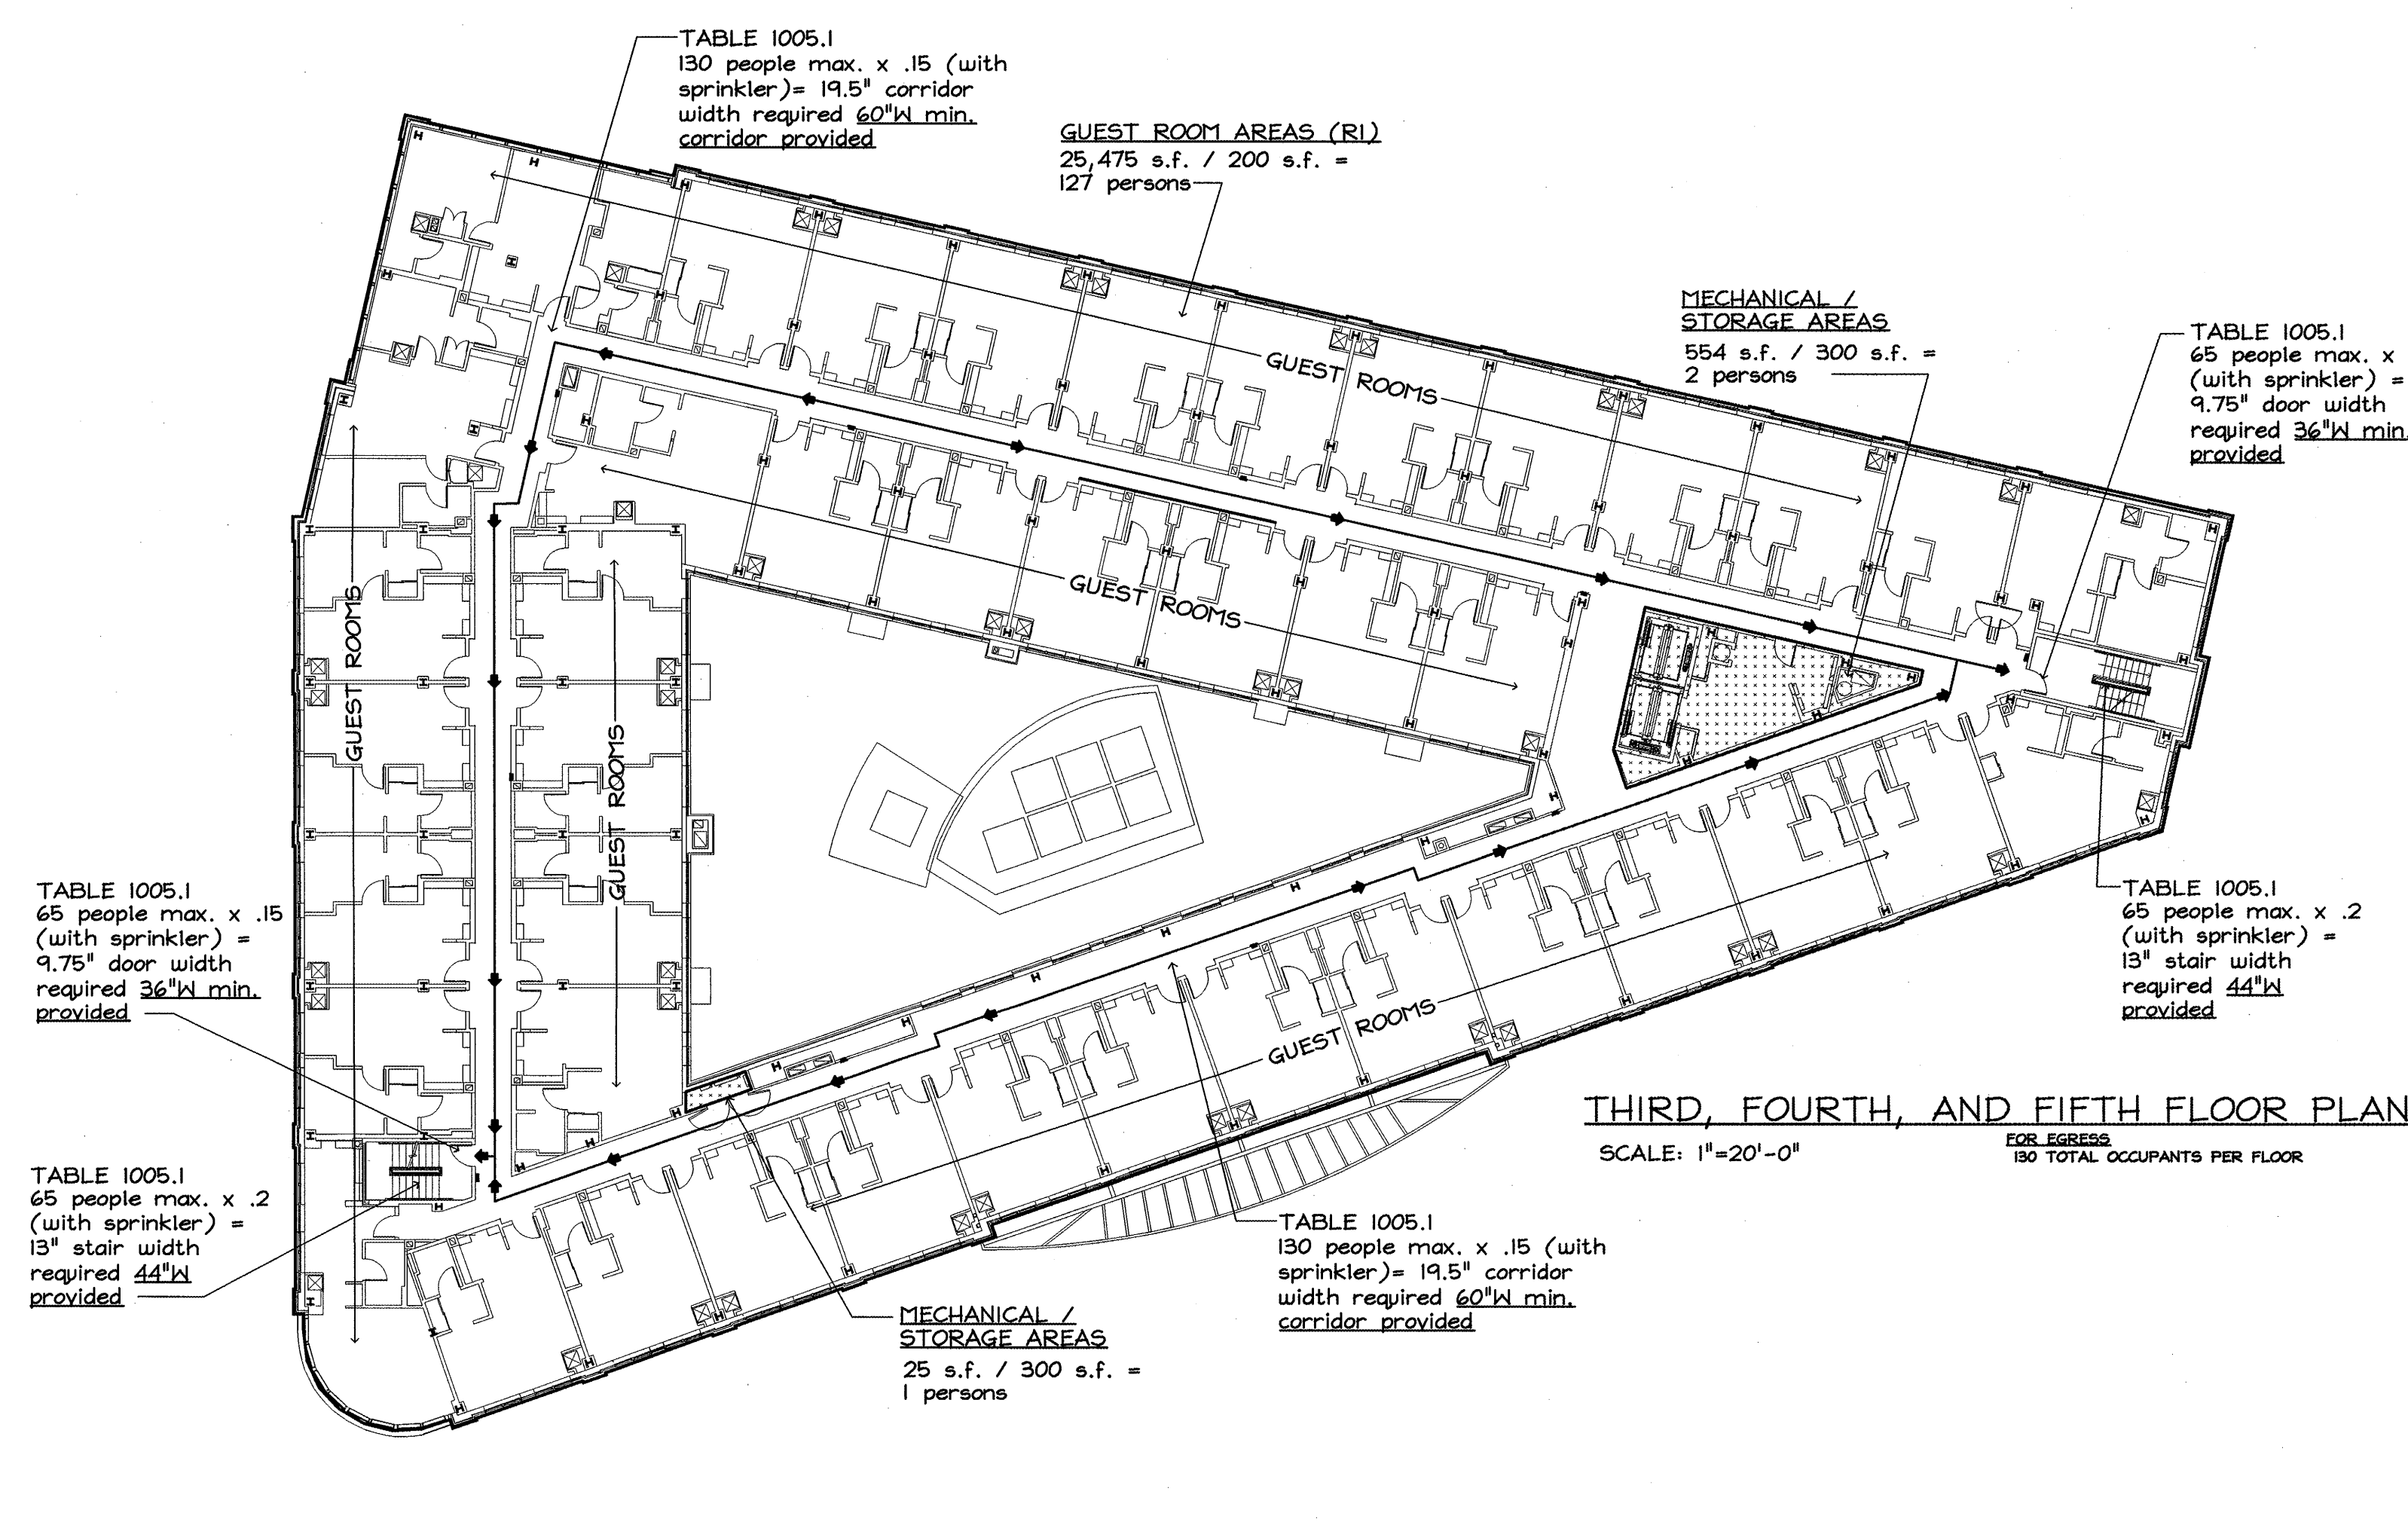 TABLE 1005.1
130 people max. x .15 (with
sprinkler)= 19.5" corridor
width required 60"W min.
corridor provided
GUEST ROOM AREAS (R1)
25,475 s.f. / 200 s.f. =
127 persons
MECHANICAL /
STORAGE AREAS
554 s.f. / 300 s.f. =
2 persons
TABLE 1005.1
65 people max. x
(with sprinkler) =
9.75" door width
required 36"W min.
provided
GUEST ROOMS
GUEST ROOMS
GUEST ROOMS
GUEST ROOMS
GUEST ROOMS
TABLE 1005.1
65 people max. x .15
(with sprinkler) =
9.75" door width
required 36"W min.
provided
TABLE 1005.1
65 people max. x .2
(with sprinkler) =
13" stair width
required 44"W
provided
TABLE 1005.1
65 people max. x .2
(with sprinkler) =
13" stair width
required 44"W
provided
THIRD, FOURTH, AND FIFTH FLOOR PLAN
SCALE: 1"=20'-0"
FOR EGRESS
130 TOTAL OCCUPANTS PER FLOOR
TABLE 1005.1
130 people max. x .15 (with
sprinkler)= 19.5" corridor
width required 60"W min.
corridor provided
MECHANICAL /
STORAGE AREAS
25 s.f. / 300 s.f. =
1 persons